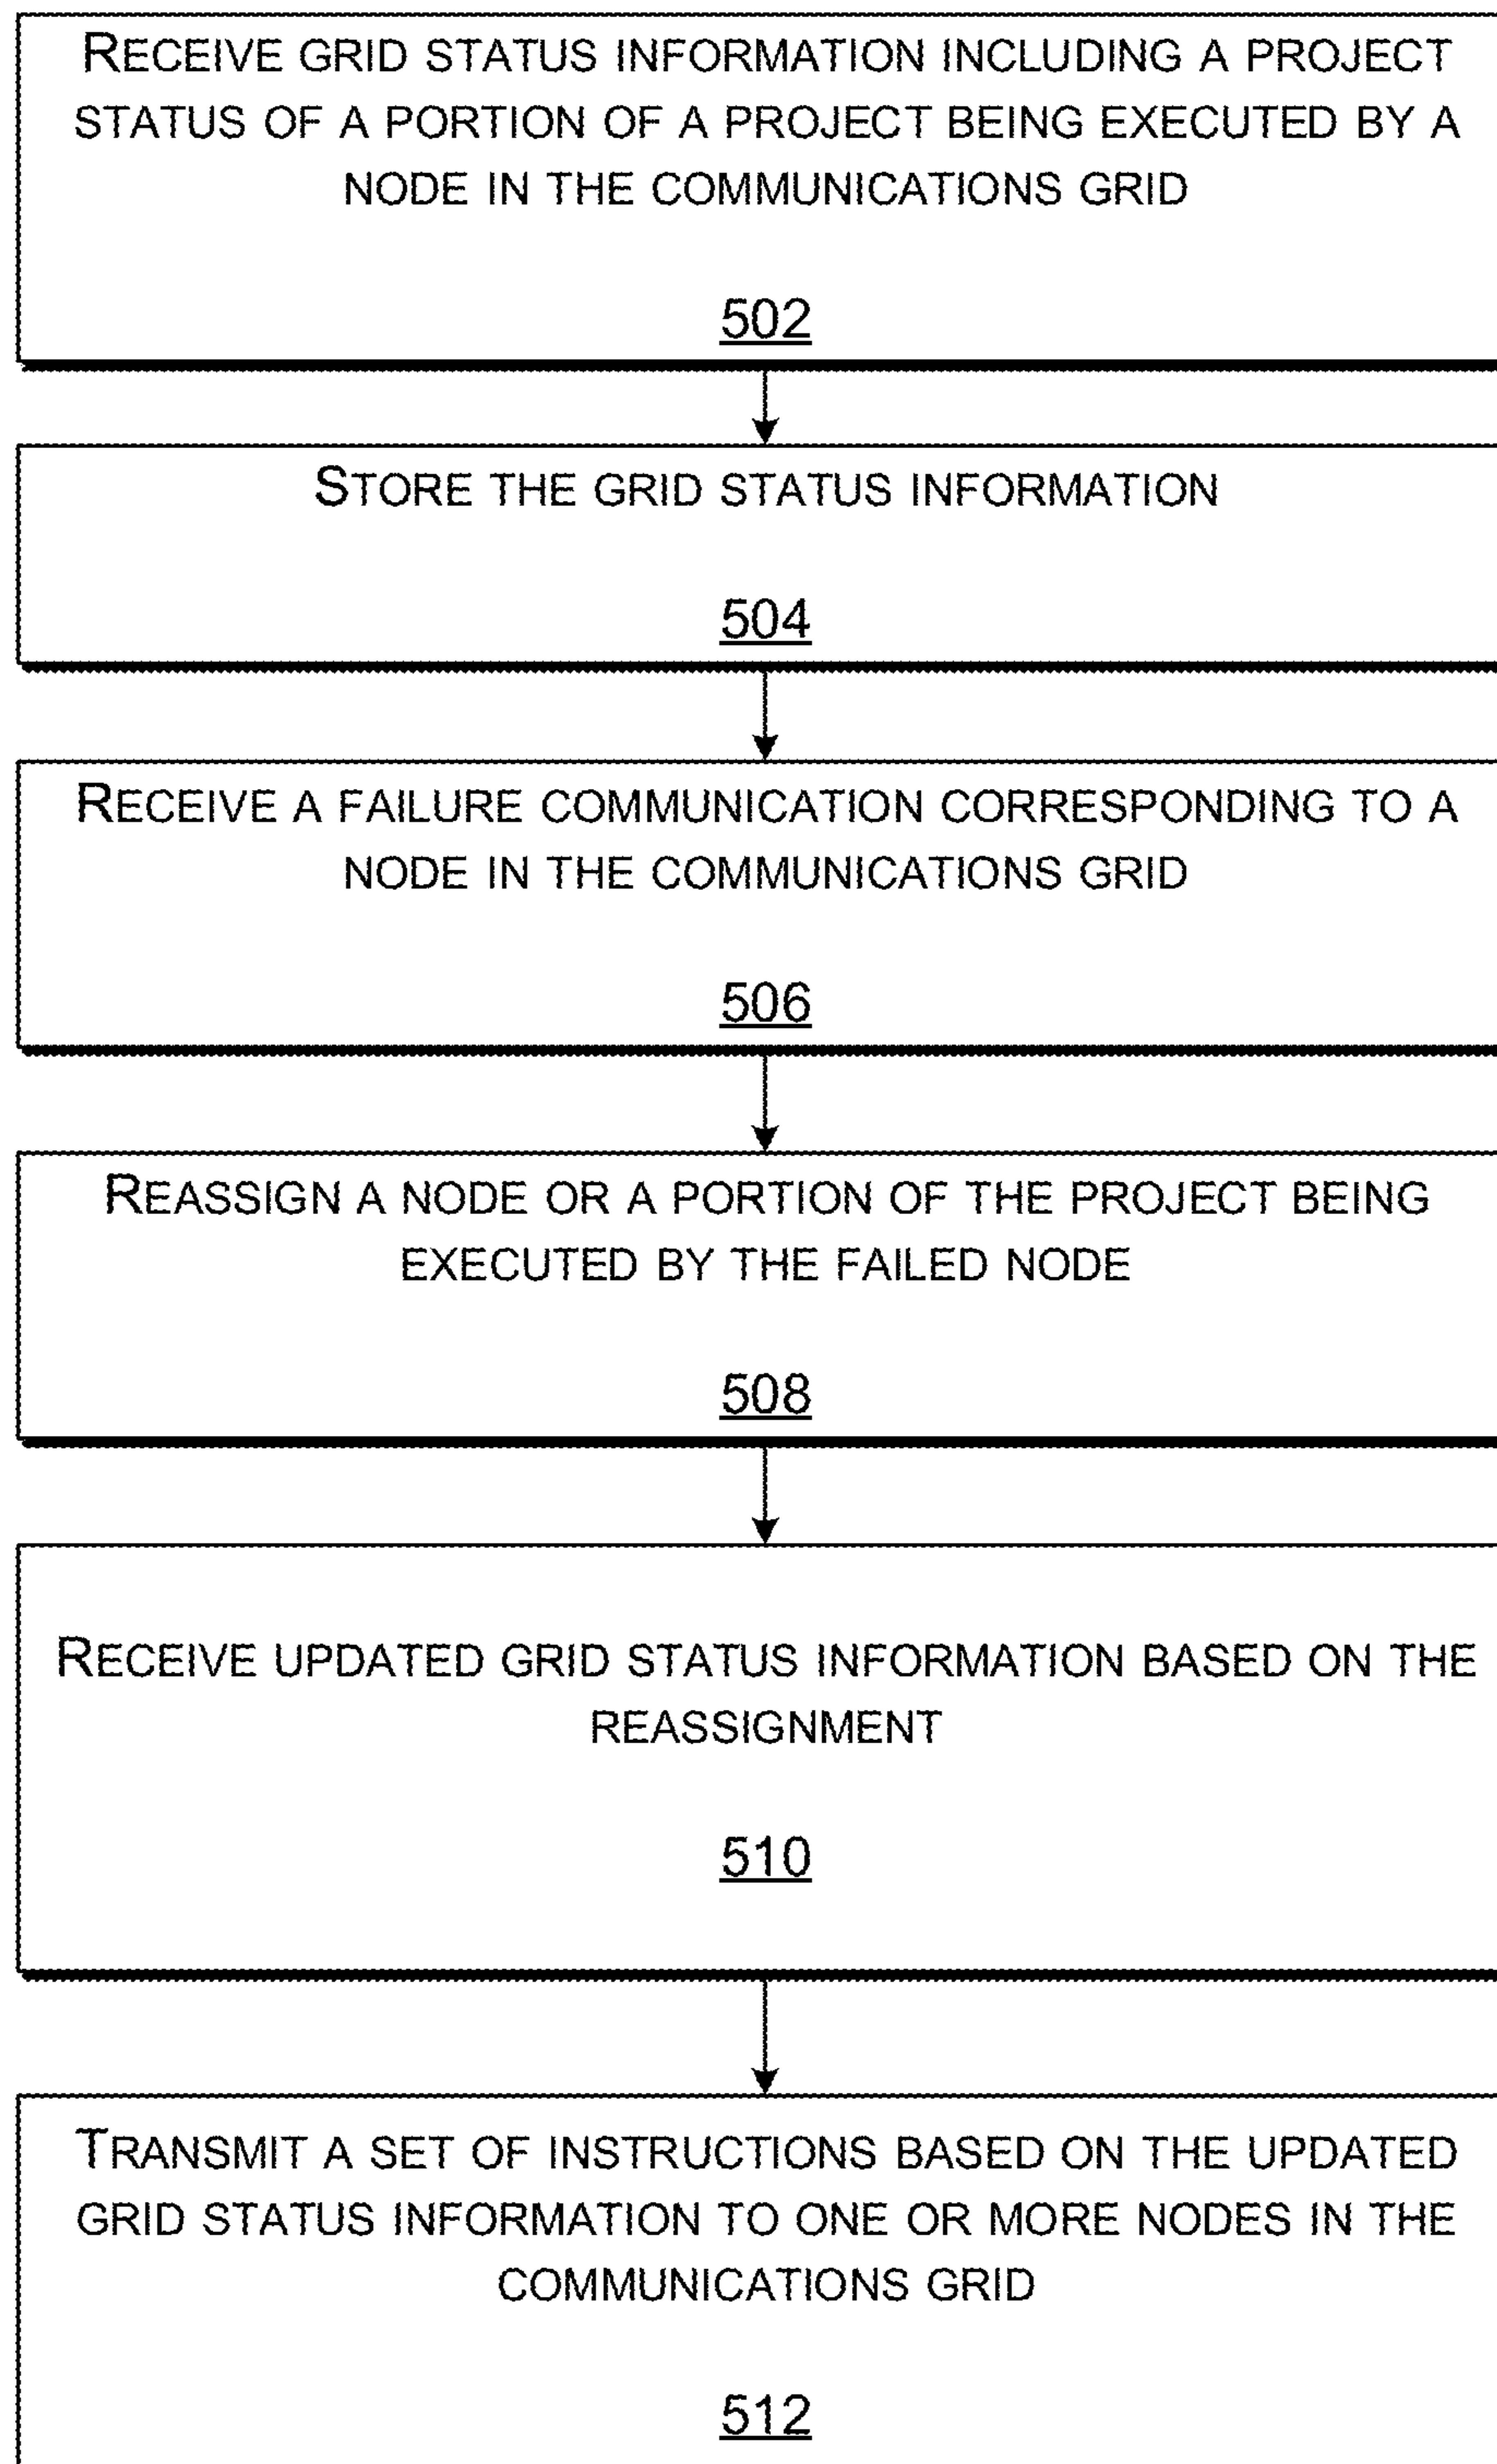 RECEIVE GRID STATUS INFORMATION INCLUDING A PROJECT
STATUS OF A PORTION OF A PROJECT BEING EXECUTED BY A
NODE IN THE COMMUNICATIONS GRID
502
STORE THE GRID STATUS INFORMATION
504
RECEIVE A FAILURE COMMUNICATION CORRESPONDING TO A
NODE IN THE COMMUNICATIONS GRID
506
REASSIGN A NODE OR A PORTION OF THE PROJECT BEING
EXECUTED BY THE FAILED NODE
508
RECEIVE UPDATED GRID STATUS INFORMATION BASED ON THE
REASSIGNMENT
510
TRANSMIT A SET OF INSTRUCTIONS BASED ON THE UPDATED
GRID STATUS INFORMATION TO ONE OR MORE NODES IN THE
COMMUNICATIONS GRID
512